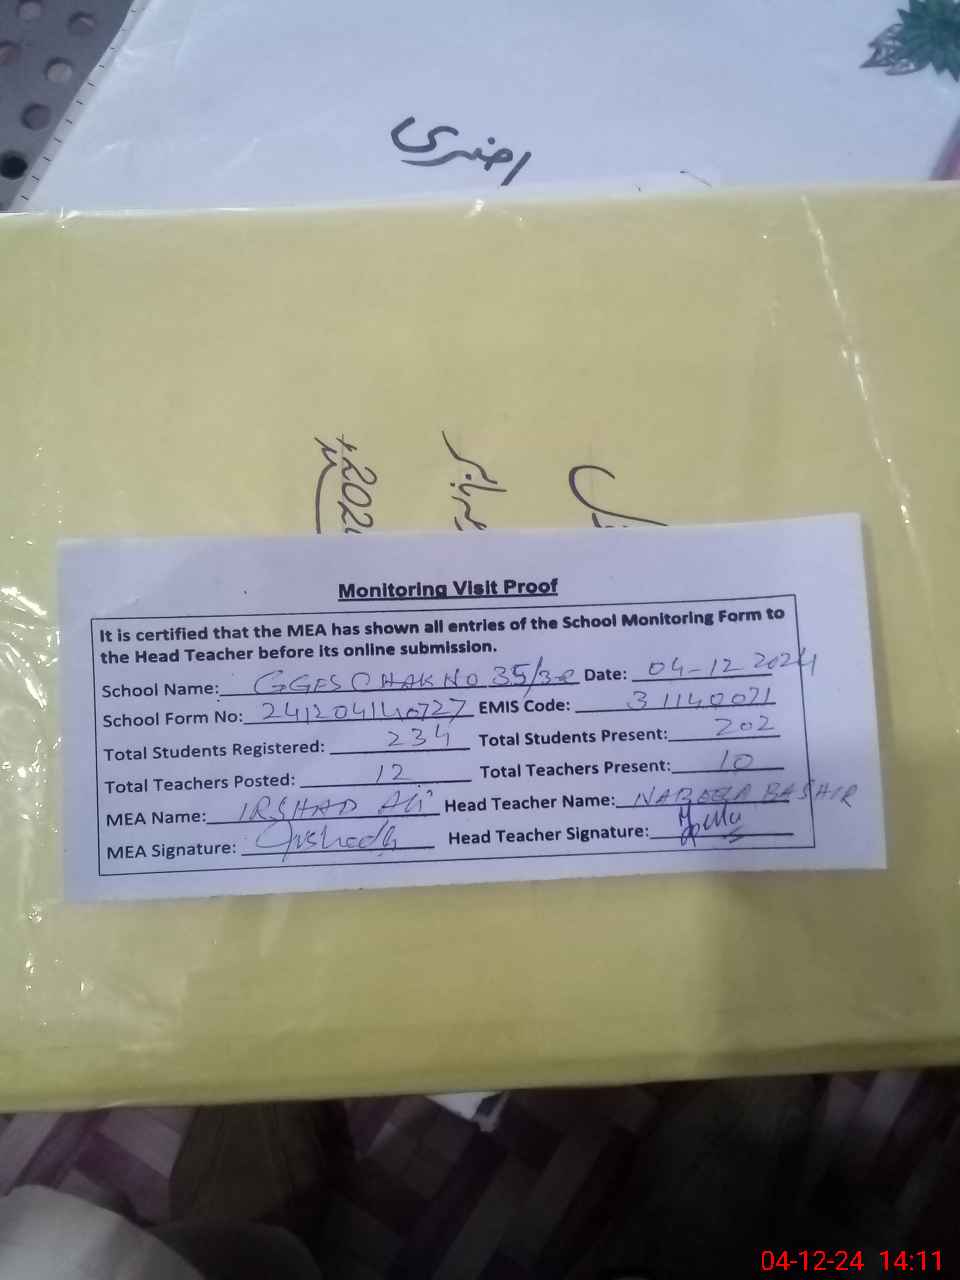 حاضری
2024
Monitoring Visit Proof
It is certified that the MEA has shown all entries of the School Monitoring Form to
the Head Teacher before its online submission.
School Name: GGES CHAK NO 35/3-R Date: 04-12 2024
School Form No: 241204140727 EMIS Code: 31140071
Total Students Registered: 234 Total Students Present: 202
Total Teachers Posted: 12 Total Teachers Present: 10
MEA Name: IRSHAD Ali Head Teacher Name: NABEELA BASHIR
MEA Signature: Irshad Head Teacher Signature:
04-12-24 14:11